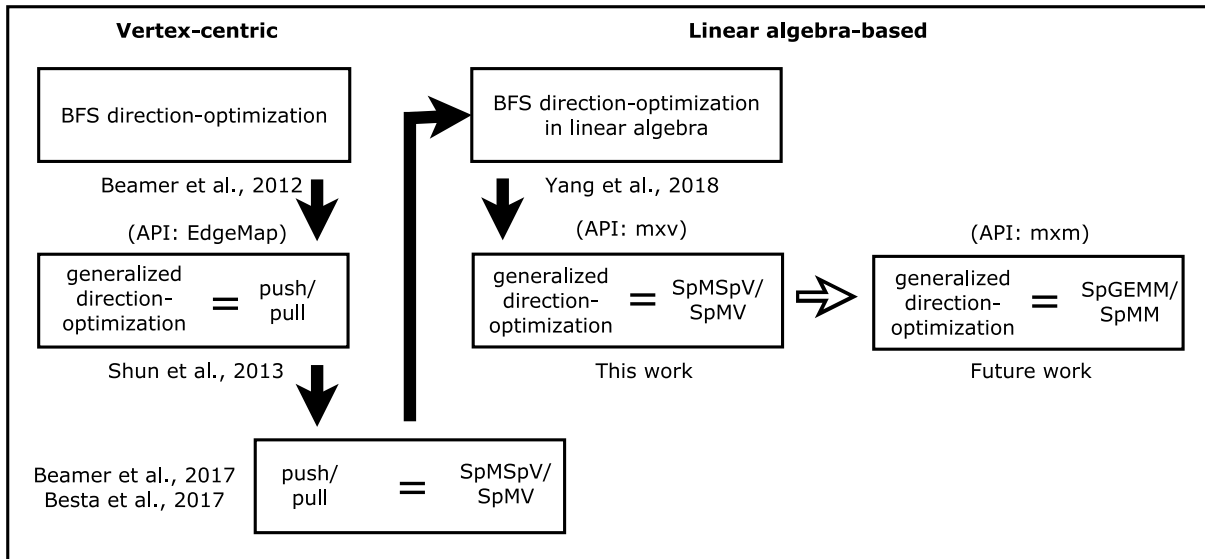 Vertex-centric
BFS direction-optimization
Beamer et al., 2012
(API: EdgeMap)
generalized
direction-
optimization
=
push/
pull
Shun et al., 2013
Beamer et al., 2017
Besta et al., 2017
push/
pull
=
SpMSpV/
SpMV
Linear algebra-based
BFS direction-optimization
in linear algebra
Yang et al., 2018
(API: mxv)
generalized
direction-
optimization
=
SpMSpV/
SpMV
This work
(API: mxm)
generalized
direction-
optimization
=
SpGEMM/
SpMM
Future work